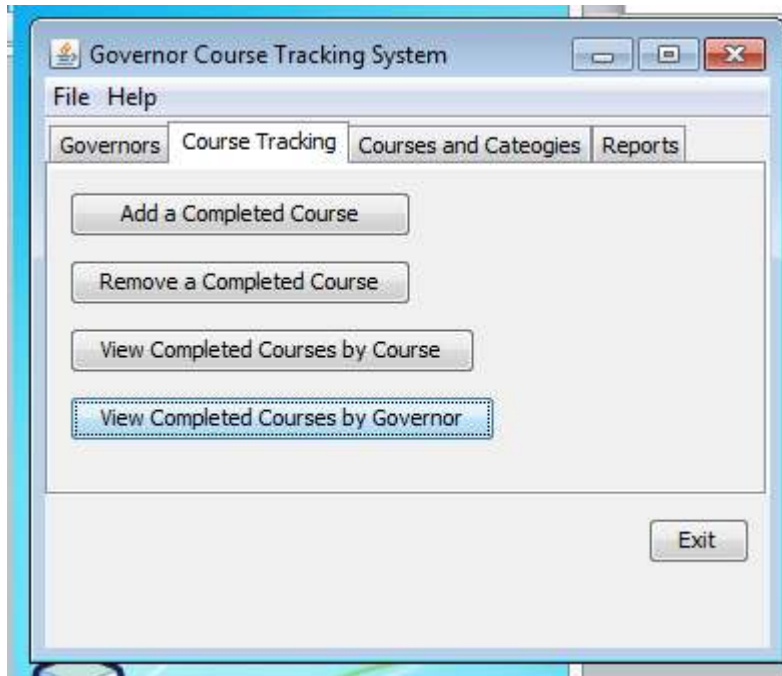 Governor Course Tracking System
File Help
Governors Course Tracking Courses and Cateogies Reports
Add a Completed Course
Remove a Completed Course
View Completed Courses by Course
View Completed Courses by Governor
Exit